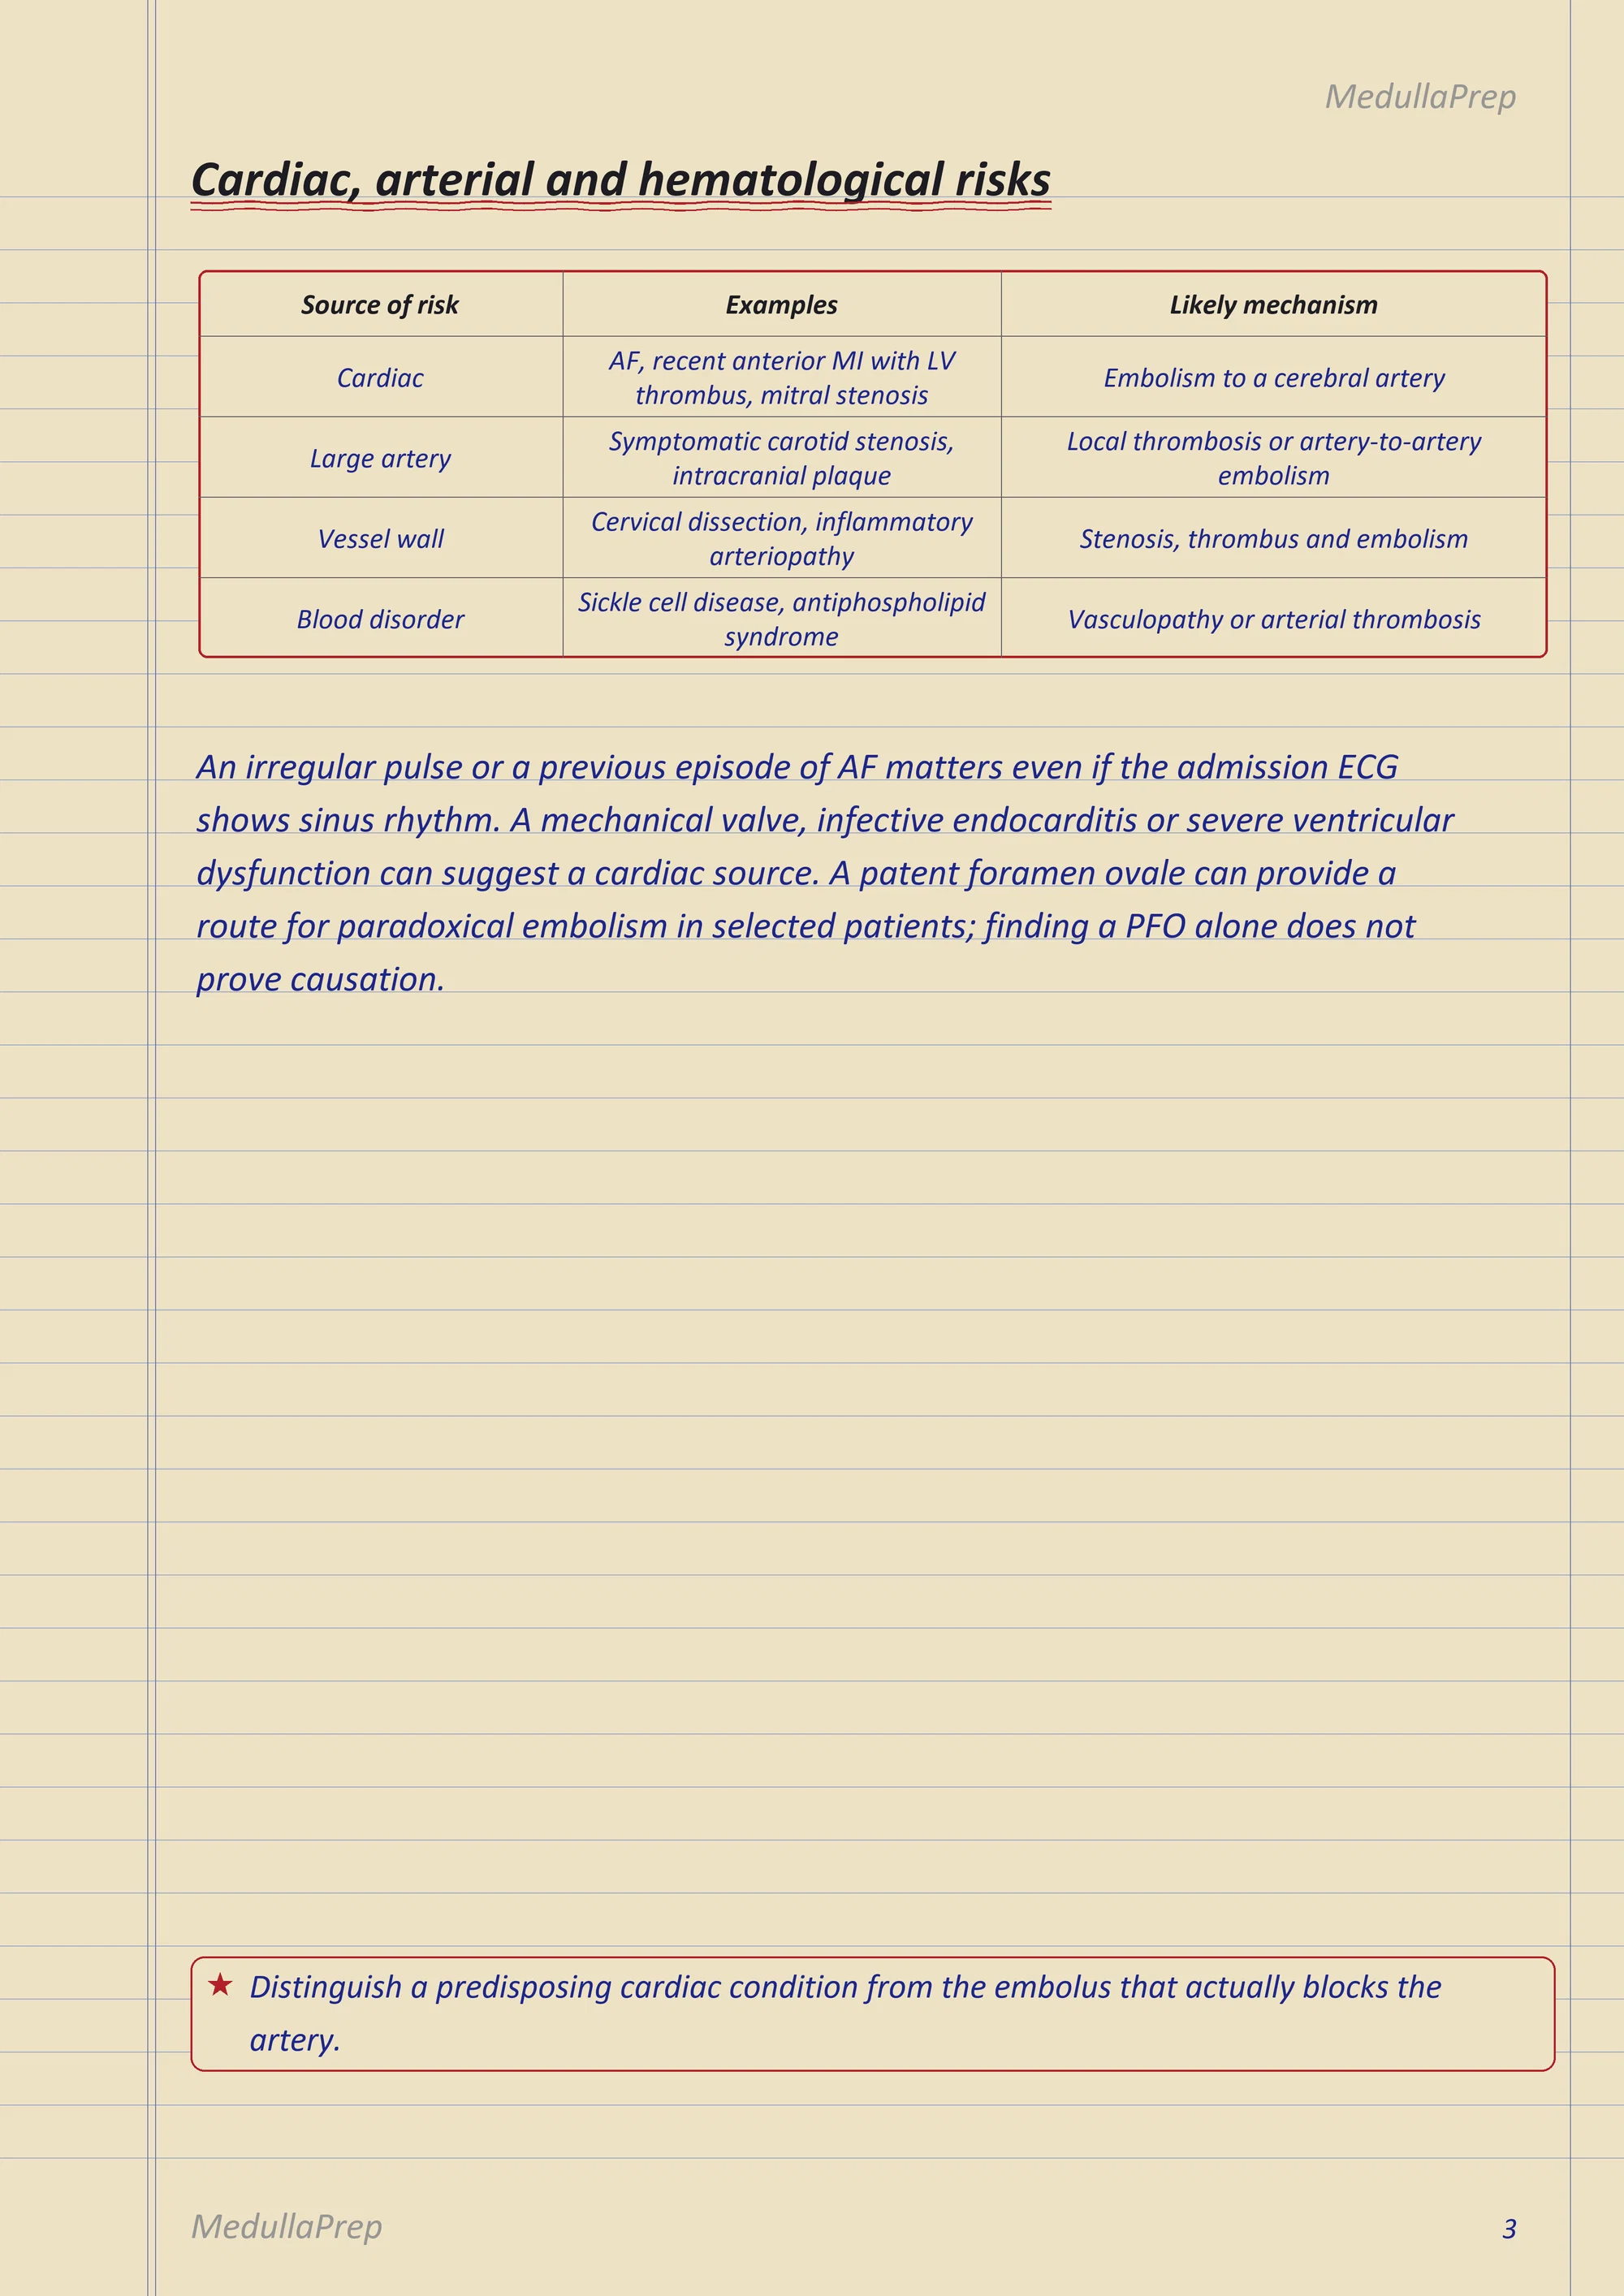 MedullaPrep
Cardiac, arterial and hematological risks
Source of risk Examples Likely mechanism
Cardiac AF, recent anterior MI with LV thrombus, mitral stenosis Embolism to a cerebral artery
Large artery Symptomatic carotid stenosis, intracranial plaque Local thrombosis or artery-to-artery embolism
Vessel wall Cervical dissection, inflammatory arteriopathy Stenosis, thrombus and embolism
Blood disorder Sickle cell disease, antiphospholipid syndrome Vasculopathy or arterial thrombosis
An irregular pulse or a previous episode of AF matters even if the admission ECG
shows sinus rhythm. A mechanical valve, infective endocarditis or severe ventricular
dysfunction can suggest a cardiac source. A patent foramen ovale can provide a
route for paradoxical embolism in selected patients; finding a PFO alone does not
prove causation.
★ Distinguish a predisposing cardiac condition from the embolus that actually blocks the
artery.
MedullaPrep 3